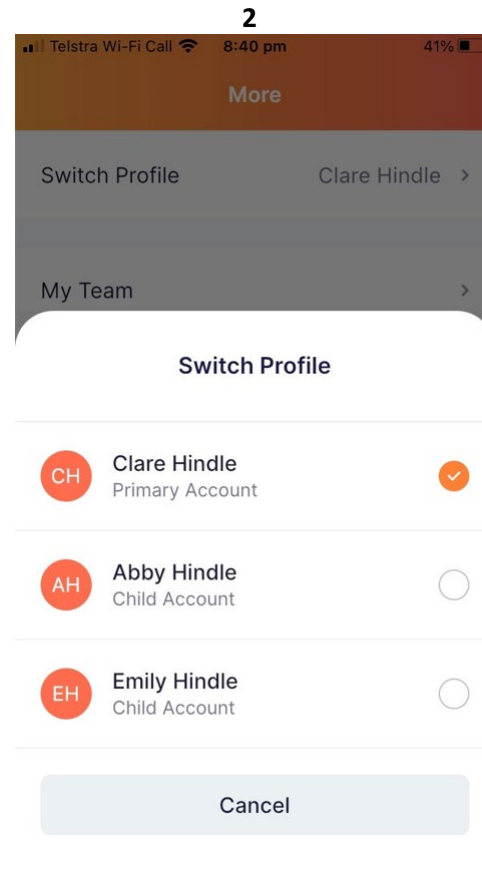 2
Telstra Wi-Fi Call 8:40 pm 41%
More
Switch Profile Clare Hindle >
My Team >
Switch Profile
CH Clare Hindle
Primary Account
AH Abby Hindle
Child Account
EH Emily Hindle
Child Account
Cancel